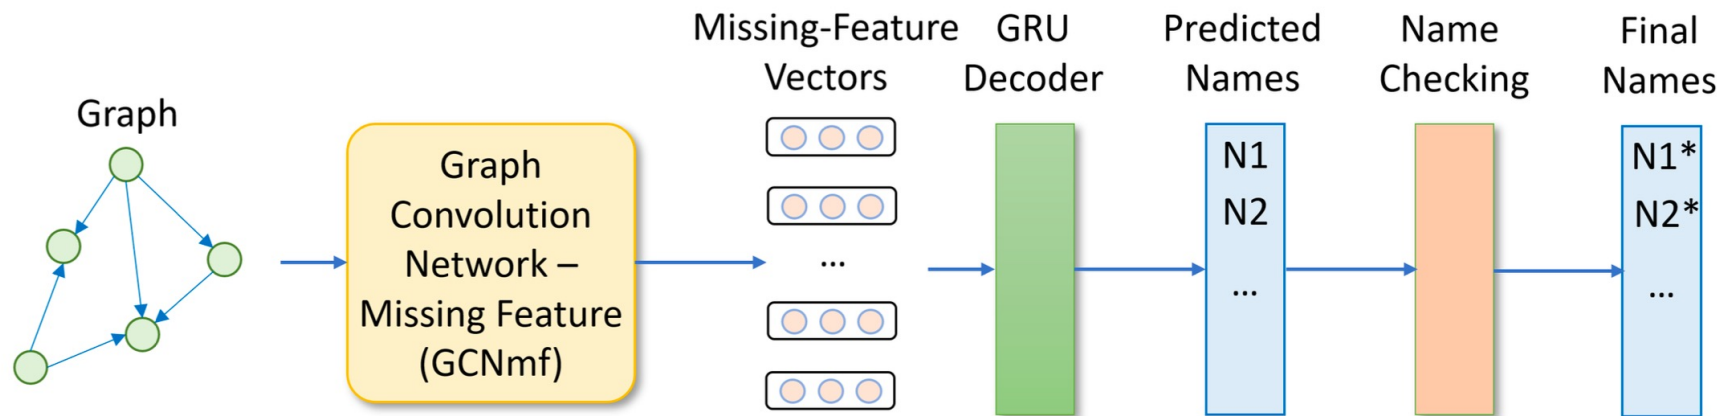 Graph
Graph
Convolution
Network –
Missing Feature
(GCNmf)
Missing-Feature
Vectors
...
GRU
Decoder
Predicted
Names
N1
N2
...
Name
Checking
Final
Names
N1*
N2*
...